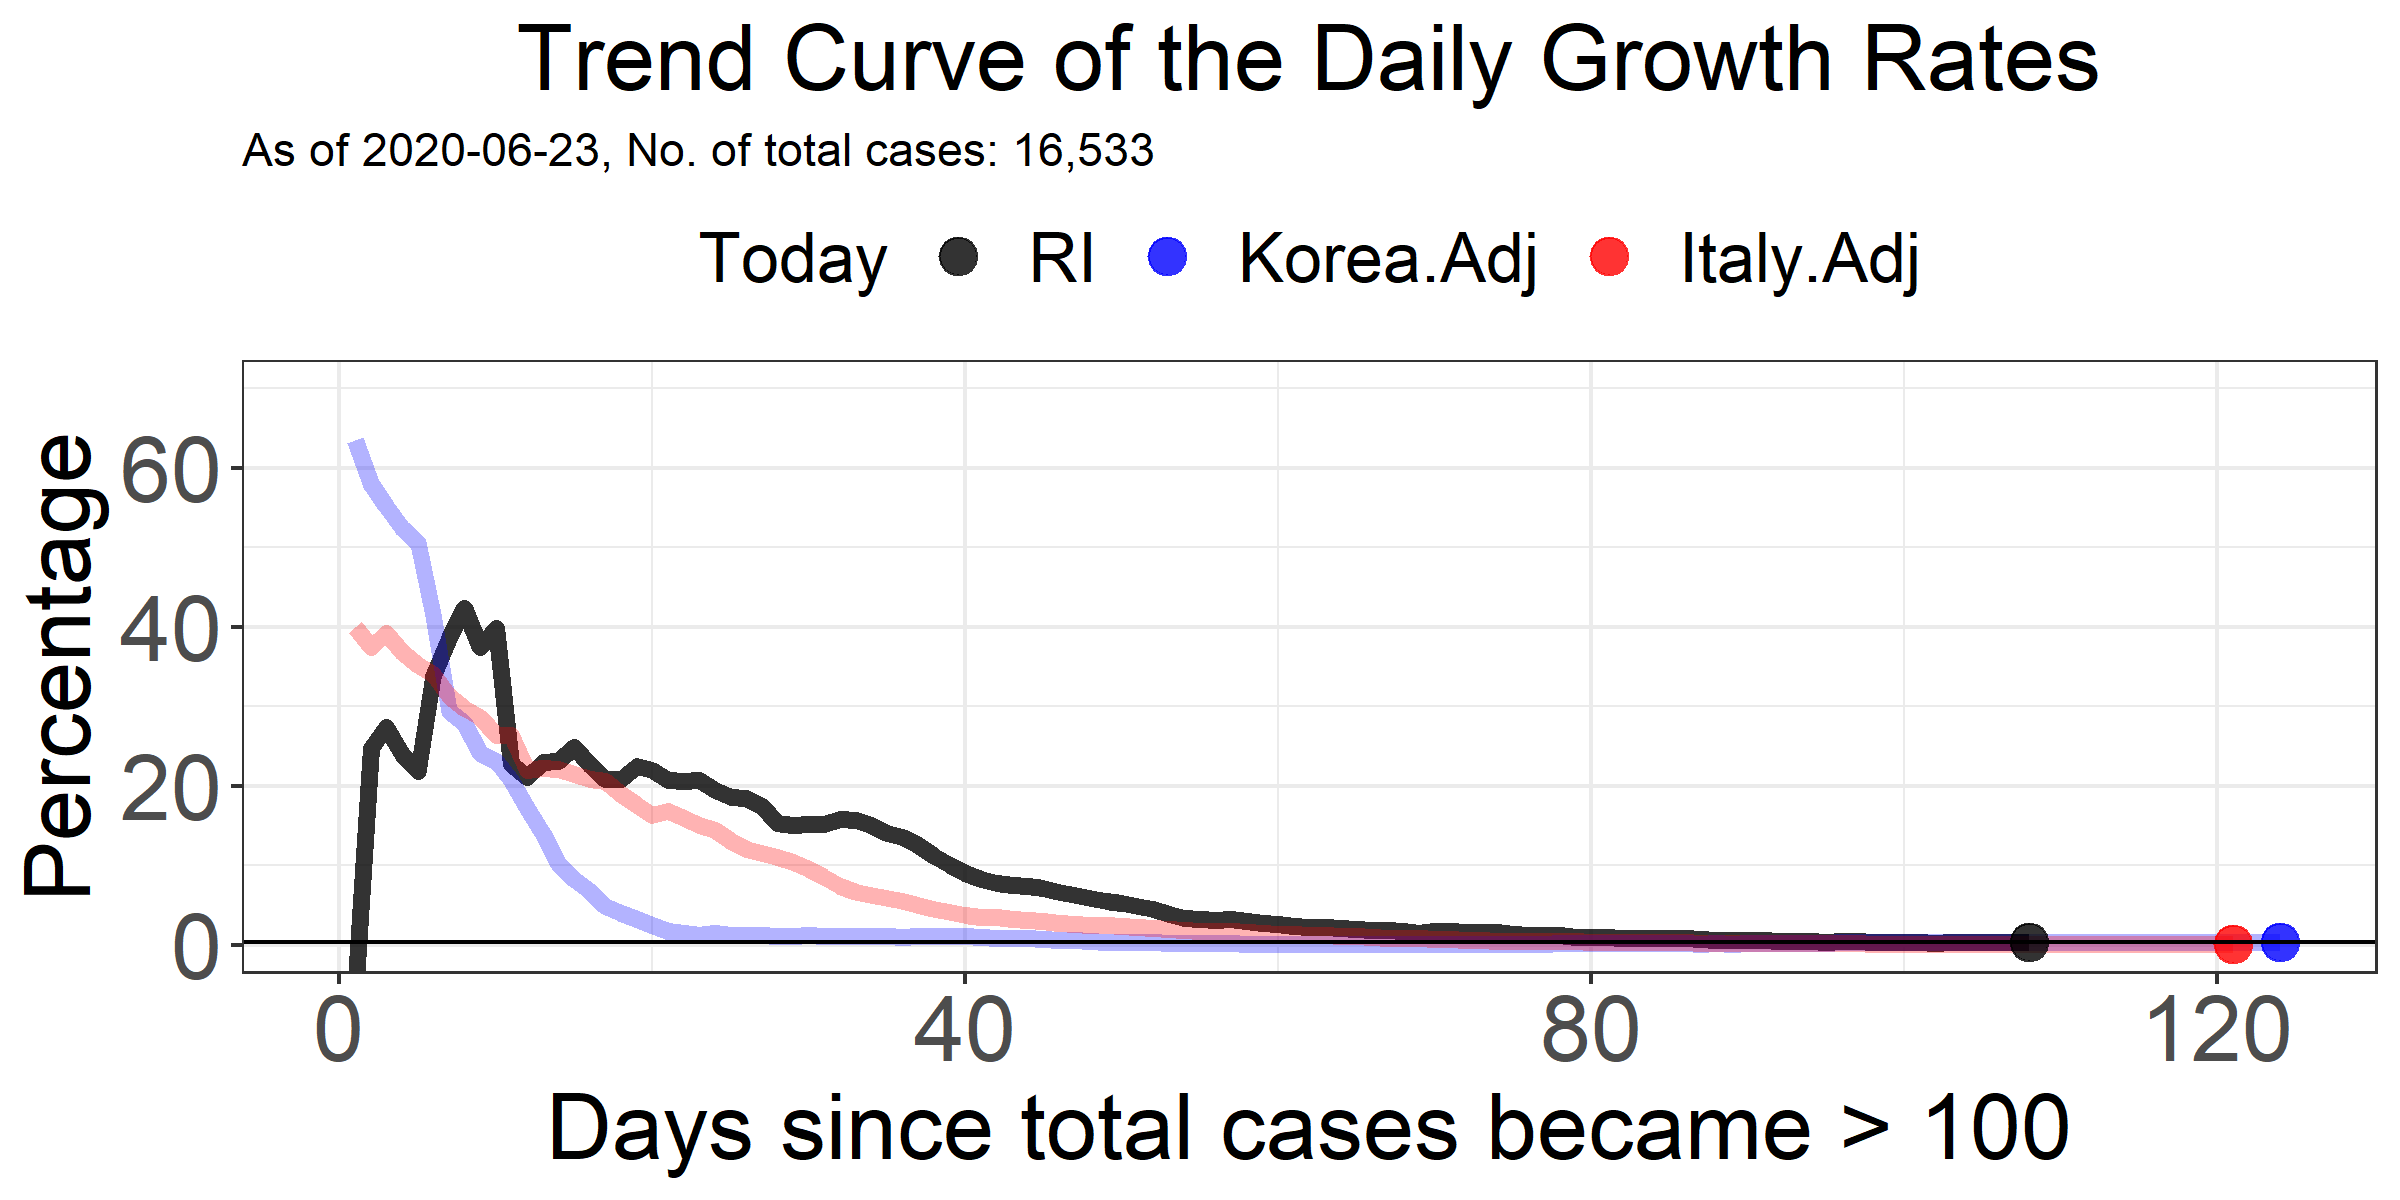 Trend Curve of the Daily Growth Rates
As of 2020-06-23, No. of total cases: 16,533
Today RI Korea.Adj Italy.Adj
Percentage
60
40
20
0
0 40 80 120
Days since total cases became > 100